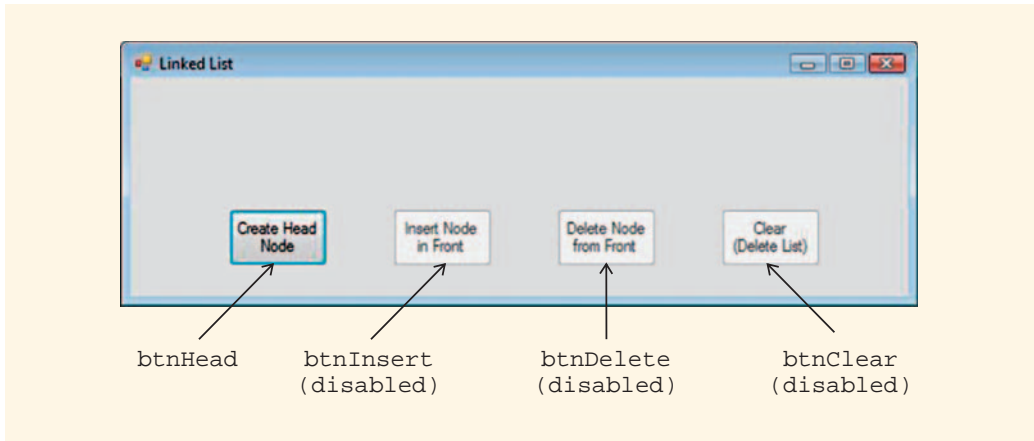 Linked List
Create Head
Node
Insert Node
in Front
Delete Node
from Front
Clear
(Delete List)
btnHead
btnInsert
(disabled)
btnDelete
(disabled)
btnClear
(disabled)